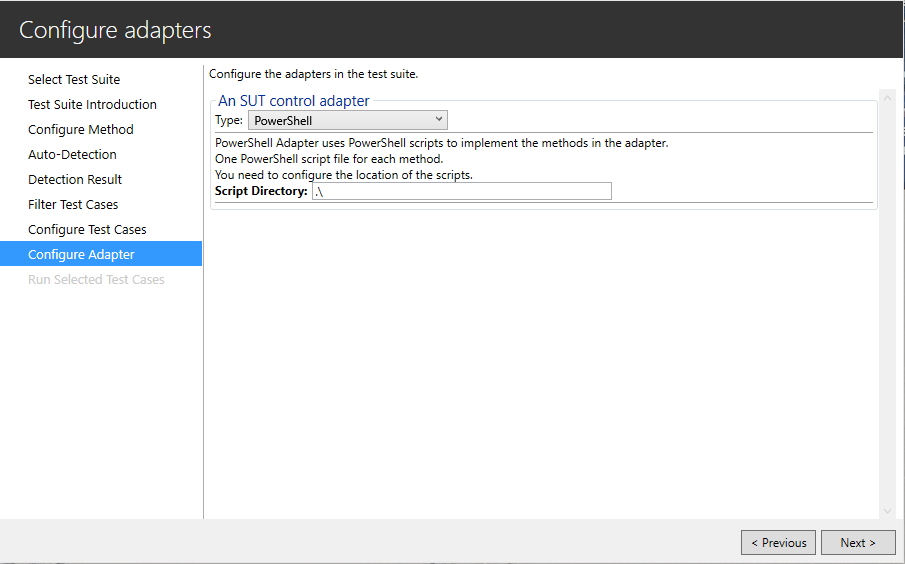 Configure adapters
Select Test Suite
Test Suite Introduction
Configure Method
Auto-Detection
Detection Result
Filter Test Cases
Configure Test Cases
Configure Adapter
Run Selected Test Cases
Configure the adapters in the test suite.
An SUT control adapter
Type: PowerShell
PowerShell Adapter uses PowerShell scripts to implement the methods in the adapter.
One PowerShell script file for each method.
You need to configure the location of the scripts.
Script Directory: .\
< Previous
Next >